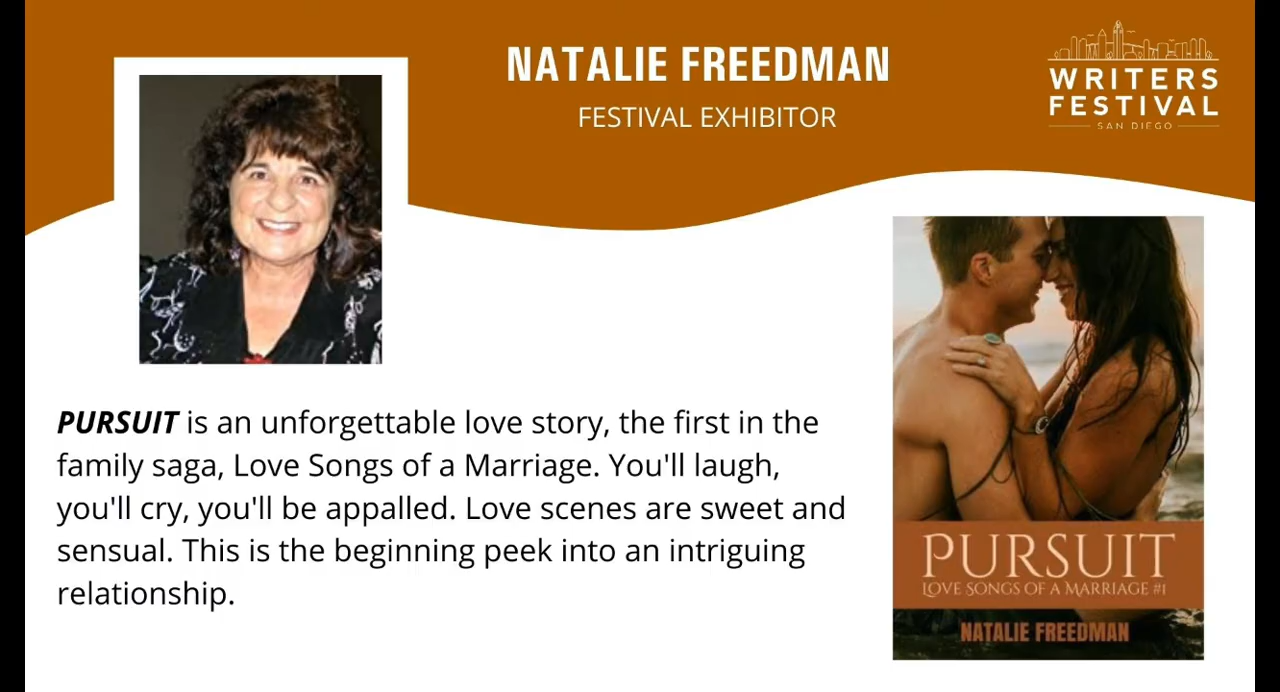 NATALIE FREEDMAN
FESTIVAL EXHIBITOR
WRITERS
FESTIVAL
SAN DIEGO
PURSUIT is an unforgettable love story, the first in the
family saga, Love Songs of a Marriage. You'll laugh,
you'll cry, you'll be appalled. Love scenes are sweet and
sensual. This is the beginning peek into an intriguing
relationship.
PURSUIT
LOVE SONGS OF A MARRIAGE #1
NATALIE FREEDMAN